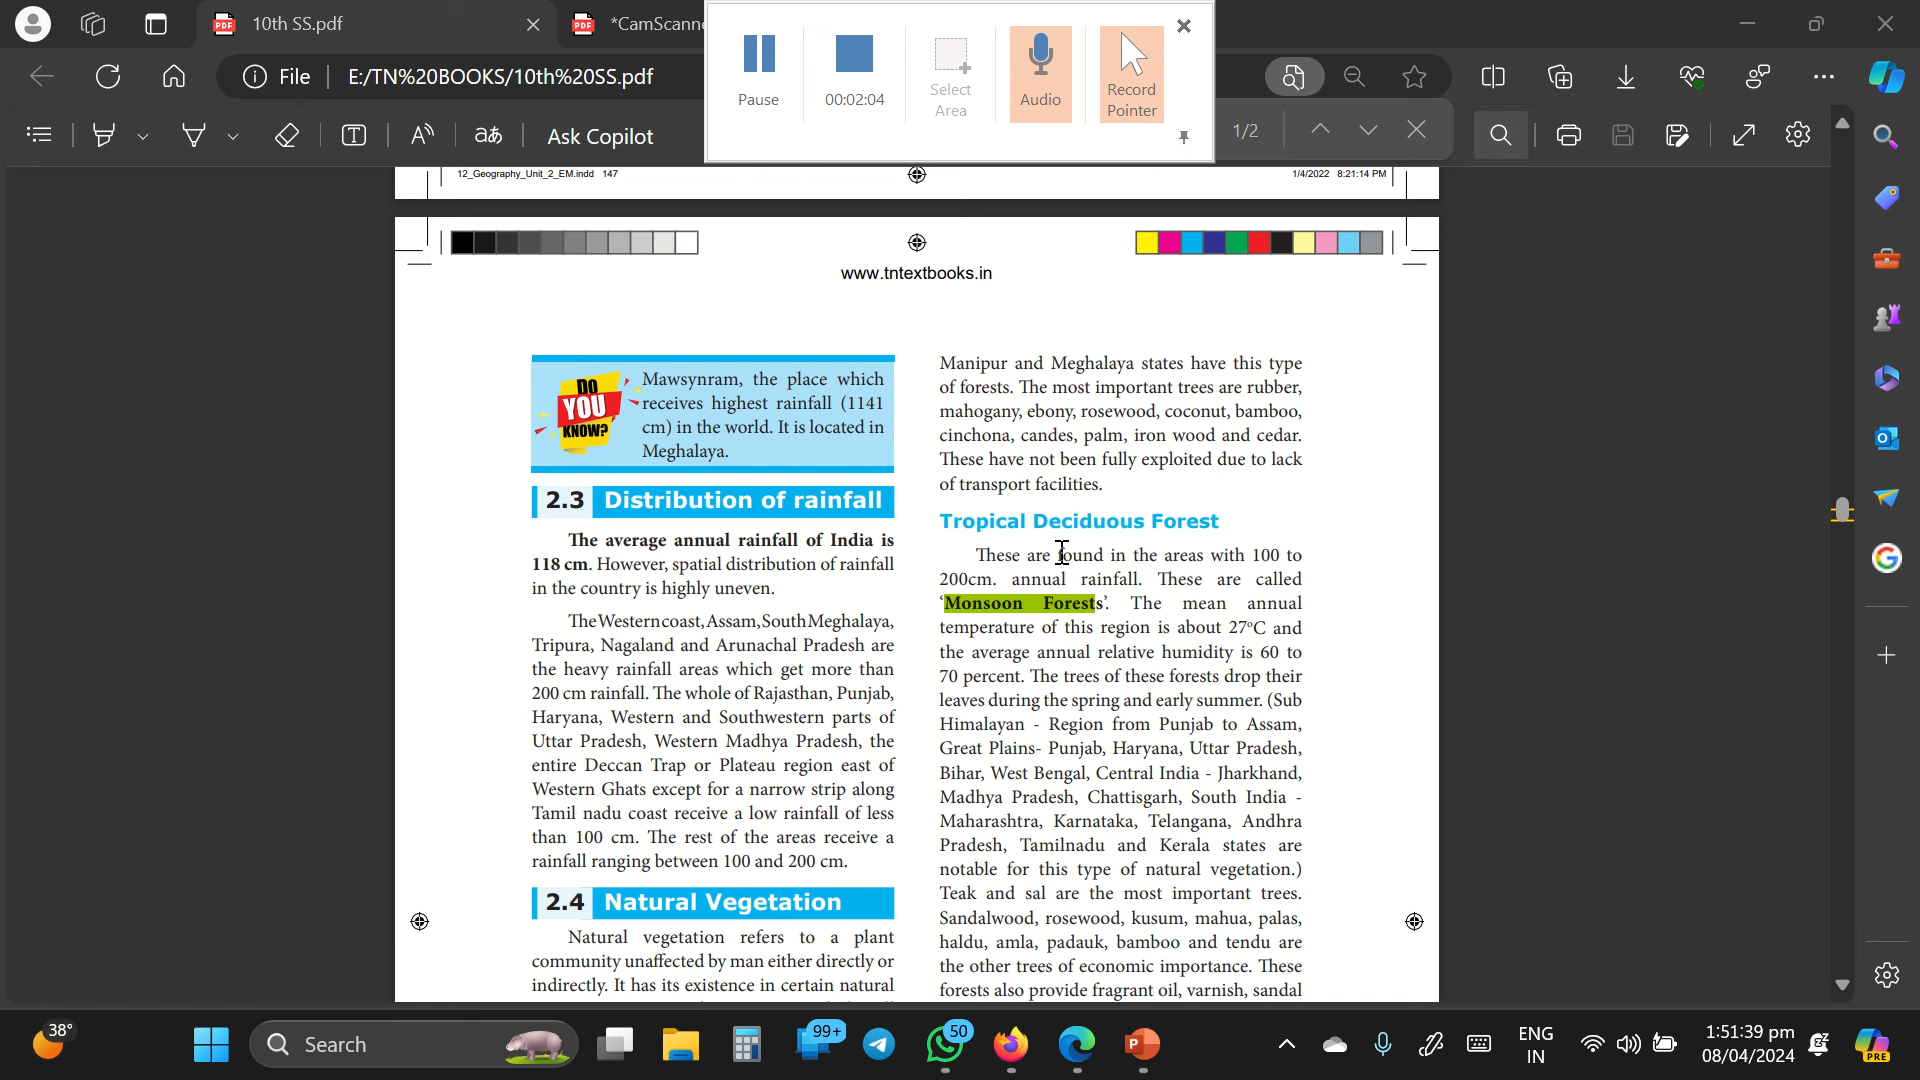 10th SS.pdf
*CamScanne
File
E:/TN%20BOOKS/10th%20SS.pdf
Pause
00:02:04
Select
Area
Audio
Record
Pointer
Ask Copilot
1/2
12_Geography_Unit_2_EM.indd 147
1/4/2022 8:21:14 PM
www.tntextbooks.in
DO
YOU
KNOW?
Mawsynram, the place which
receives highest rainfall (1141
cm) in the world. It is located in
Meghalaya.
2.3 Distribution of rainfall
The average annual rainfall of India is
118 cm. However, spatial distribution of rainfall
in the country is highly uneven.
The Western coast, Assam, South Meghalaya,
Tripura, Nagaland and Arunachal Pradesh are
the heavy rainfall areas which get more than
200 cm rainfall. The whole of Rajasthan, Punjab,
Haryana, Western and Southwestern parts of
Uttar Pradesh, Western Madhya Pradesh, the
entire Deccan Trap or Plateau region east of
Western Ghats except for a narrow strip along
Tamil nadu coast receive a low rainfall of less
than 100 cm. The rest of the areas receive a
rainfall ranging between 100 and 200 cm.
2.4 Natural Vegetation
Natural vegetation refers to a plant
community unaffected by man either directly or
indirectly. It has its existence in certain natural
Manipur and Meghalaya states have this type
of forests. The most important trees are rubber,
mahogany, ebony, rosewood, coconut, bamboo,
cinchona, candes, palm, iron wood and cedar.
These have not been fully exploited due to lack
of transport facilities.
Tropical Deciduous Forest
These are found in the areas with 100 to
200cm. annual rainfall. These are called
‘Monsoon Forests’. The mean annual
temperature of this region is about 27°C and
the average annual relative humidity is 60 to
70 percent. The trees of these forests drop their
leaves during the spring and early summer. (Sub
Himalayan - Region from Punjab to Assam,
Great Plains- Punjab, Haryana, Uttar Pradesh,
Bihar, West Bengal, Central India - Jharkhand,
Madhya Pradesh, Chattisgarh, South India -
Maharashtra, Karnataka, Telangana, Andhra
Pradesh, Tamilnadu and Kerala states are
notable for this type of natural vegetation.)
Teak and sal are the most important trees.
Sandalwood, rosewood, kusum, mahua, palas,
haldu, amla, padauk, bamboo and tendu are
the other trees of economic importance. These
forests also provide fragrant oil, varnish, sandal
38°
Search
99+
50
ENG
IN
1:51:39 pm
08/04/2024
PRE